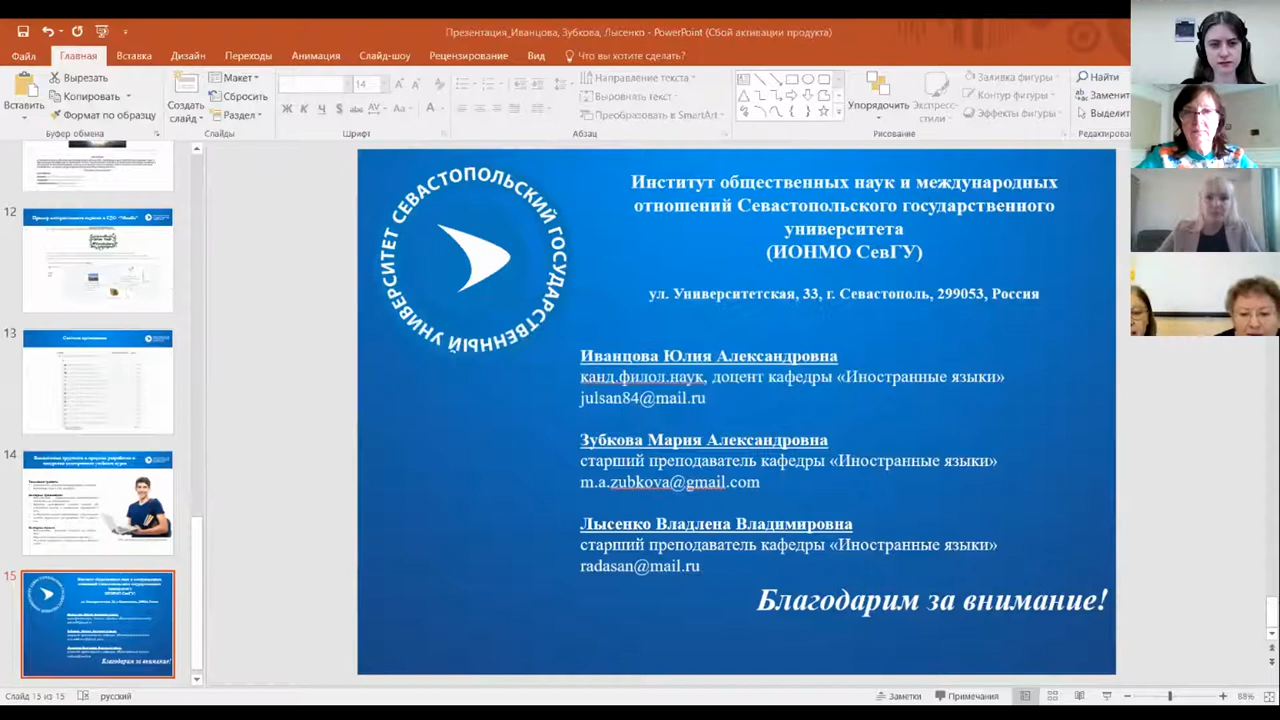 Презентация_Иванцова, Зубкова, Лысенко - PowerPoint (Сбой активации продукта)
Файл Главная Вставка Дизайн Переходы Анимация Слайд-шоу Рецензирование Вид Что вы хотите сделать?
Вставить
Вырезать
Копировать
Формат по образцу
Буфер обмена
Создать слайд
Макет
Сбросить
Раздел
Слайды
14
Ж К Ч S abc AV Aa A
Шрифт
Направление текста
Выровнять текст
Преобразовать в SmartArt
Абзац
Упорядочить
Экспресс-
стили
Заливка фигуры
Контур фигуры
Эффекты фигуры
Рисование
Найти
Заменить
Выделить
12
13
14
15
СЕВАСТОПОЛЬСКИЙ ГОСУДАРСТВЕННЫЙ УНИВЕРСИТЕТ
Институт общественных наук и международных
отношений Севастопольского государственного
университета
(ИОНМО СевГУ)
ул. Университетская, 33, г. Севастополь, 299053, Россия
Иванцова Юлия Александровна
канд.филол.наук, доцент кафедры «Иностранные языки»
julsan84@mail.ru
Зубкова Мария Александровна
старший преподаватель кафедры «Иностранные языки»
m.a.zubkova@gmail.com
Лысенко Владлена Владимировна
старший преподаватель кафедры «Иностранные языки»
radasan@mail.ru
Благодарим за внимание!
Слайд 15 из 15 русский
Заметки Примечания 88%